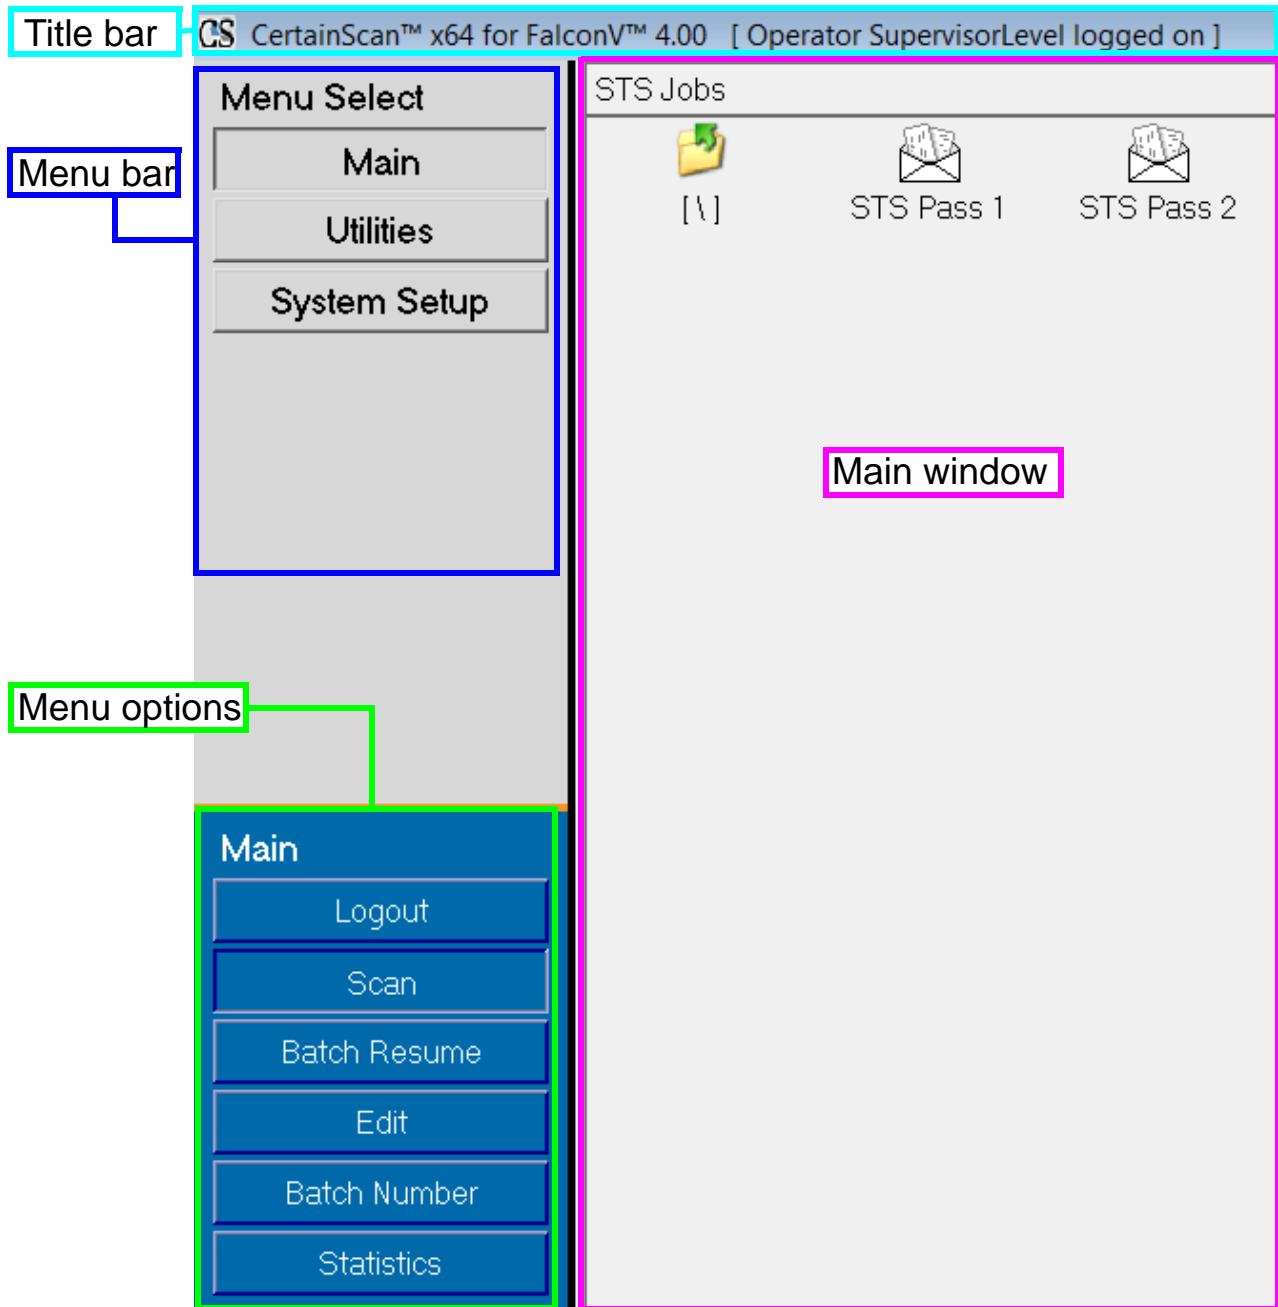 Title bar
CS CertainScan™ x64 for FalconV™ 4.00 [ Operator SupervisorLevel logged on ]
Menu Select
Main
Utilities
System Setup
Menu bar
STS Jobs
[\]
STS Pass 1
STS Pass 2
Main window
Menu options
Main
Logout
Scan
Batch Resume
Edit
Batch Number
Statistics